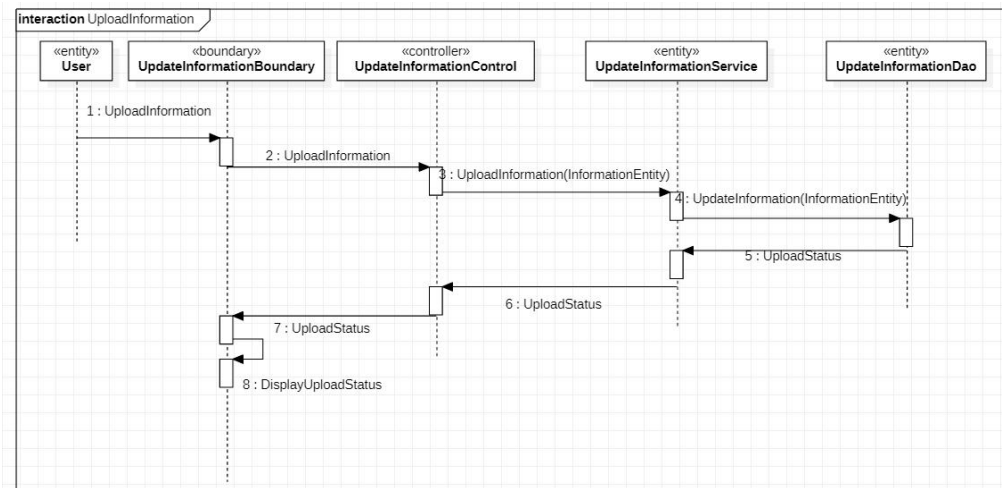 interaction UploadInformation
«entity»
User
«boundary»
UpdateInformationBoundary
«controller»
UpdateInformationControl
«entity»
UpdateInformationService
«entity»
UpdateInformationDao
1 : UploadInformation
2 : UploadInformation
3 : UploadInformation(InformationEntity)
4 : UpdateInformation(InformationEntity)
5 : UploadStatus
6 : UploadStatus
7 : UploadStatus
8 : DisplayUploadStatus